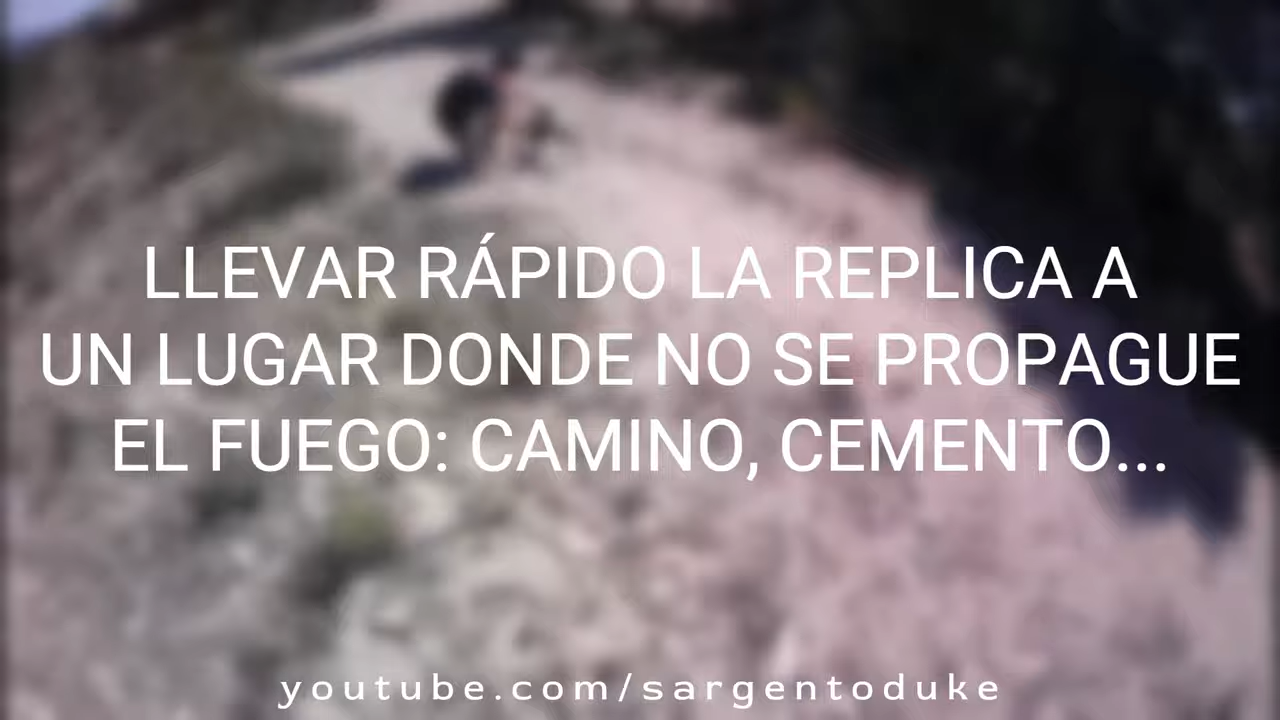 LLEVAR RÁPIDO LA REPLICA A
UN LUGAR DONDE NO SE PROPAGUE
EL FUEGO: CAMINO, CEMENTO...
youtube.com/sargentoduke